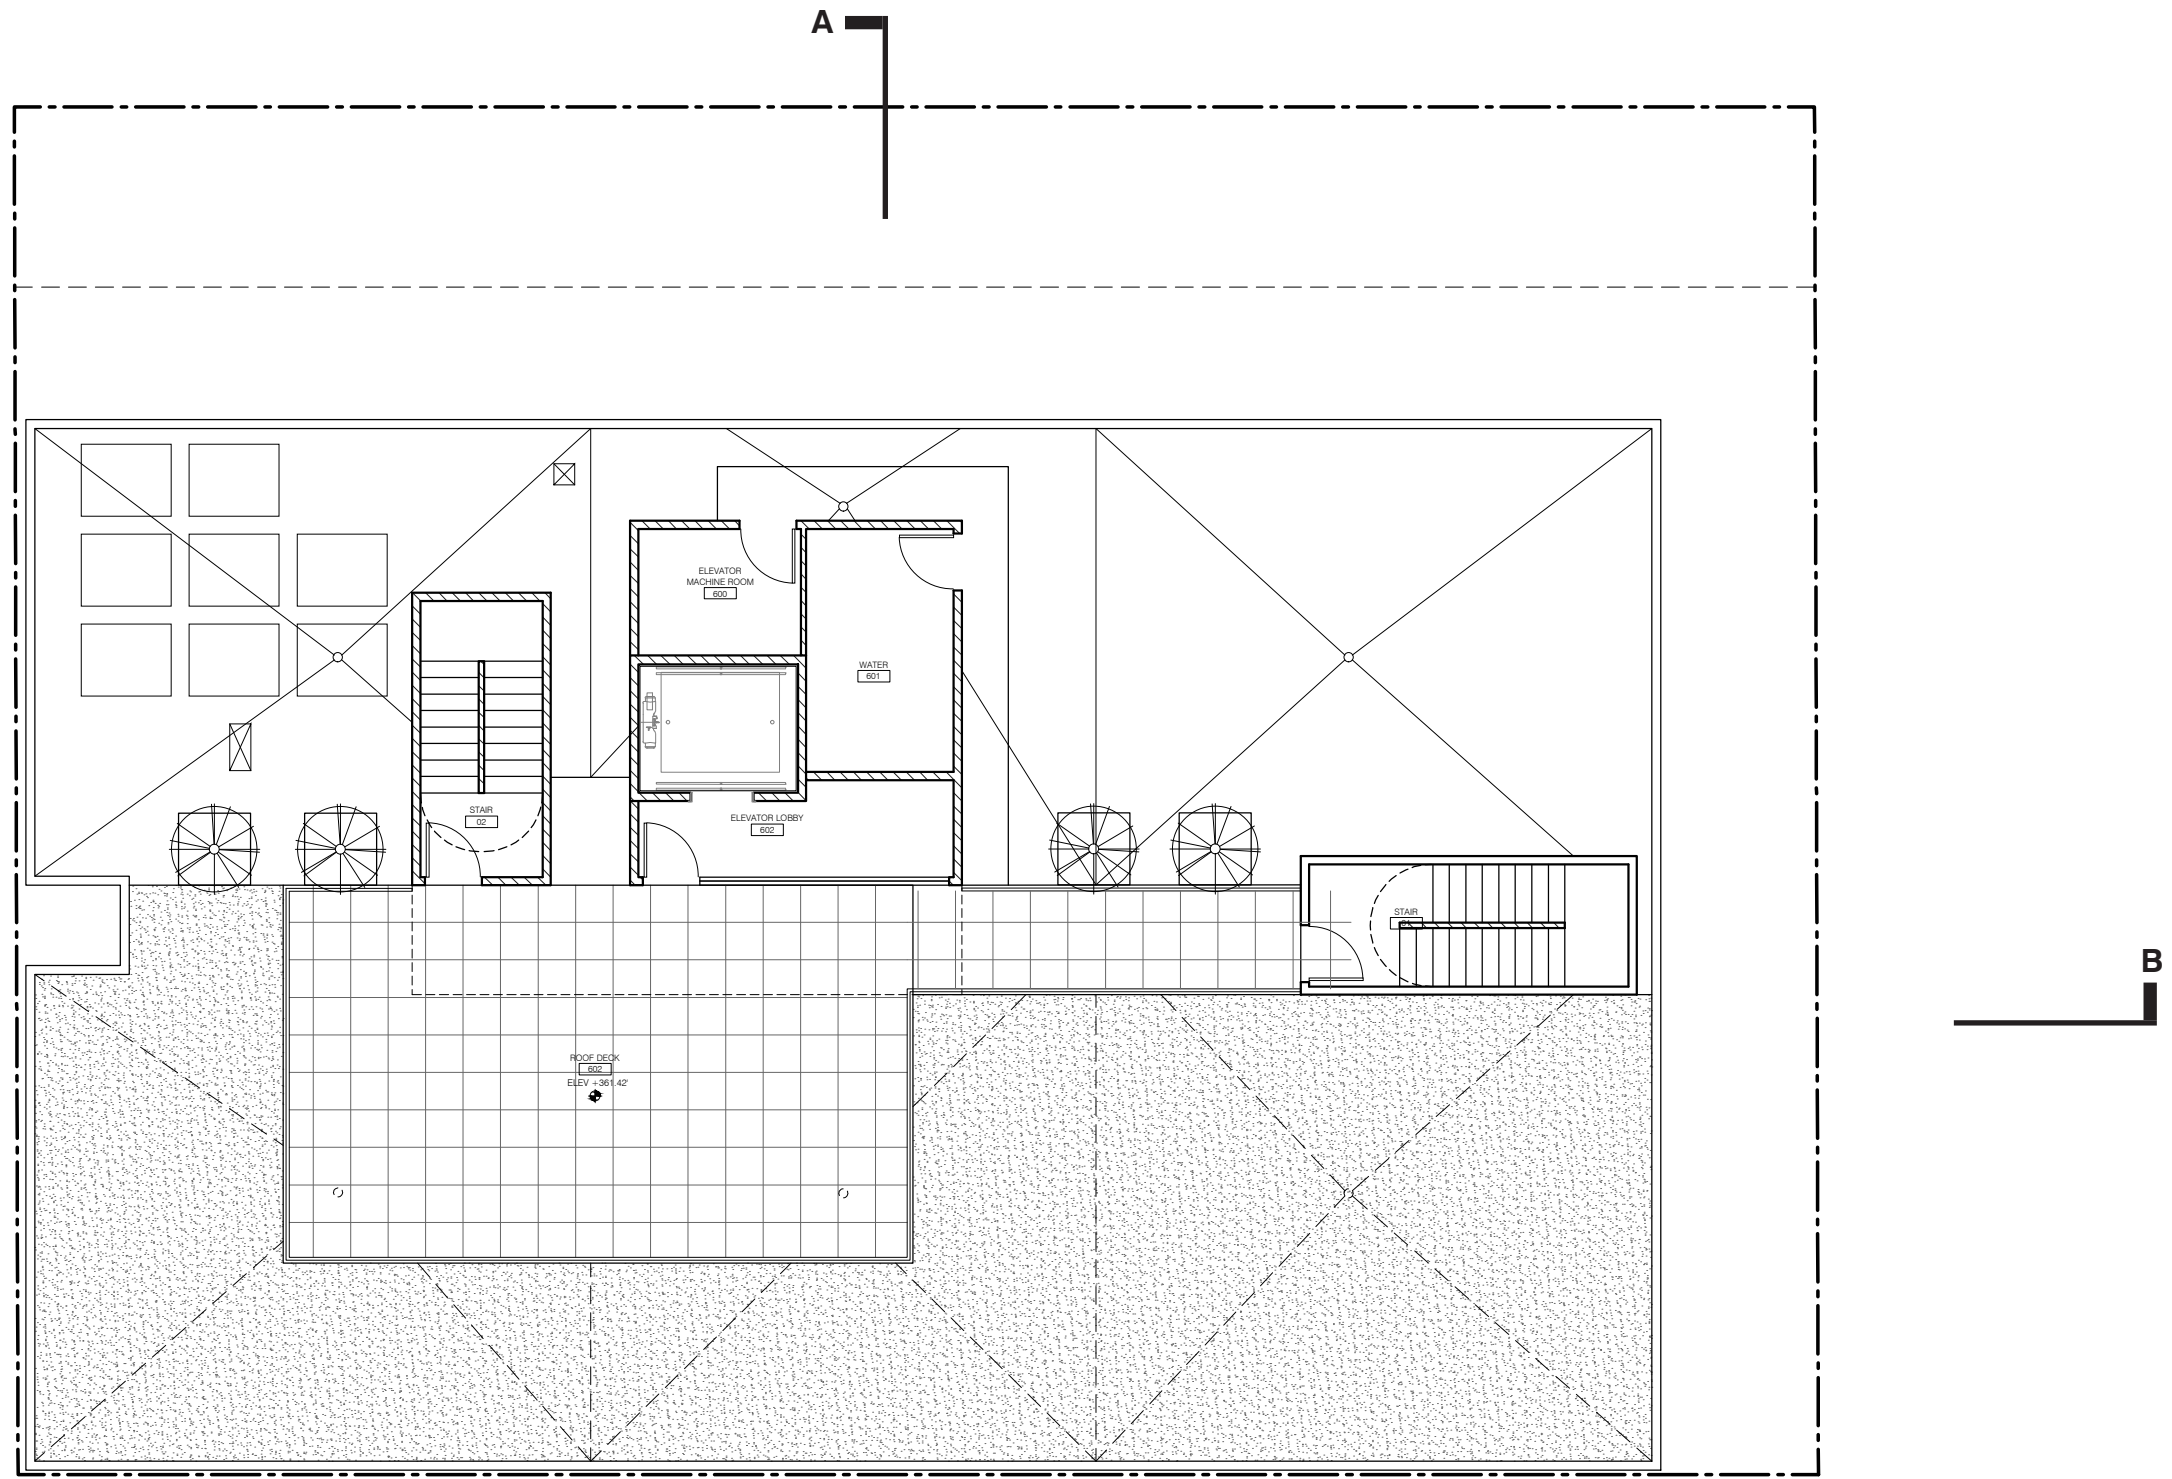 A
ELEVATOR
MACHINE ROOM
600
WATER
601
STAIR
02
ELEVATOR LOBBY
602
STAIR
B
ROOF DECK
602
ELEV +361.42'